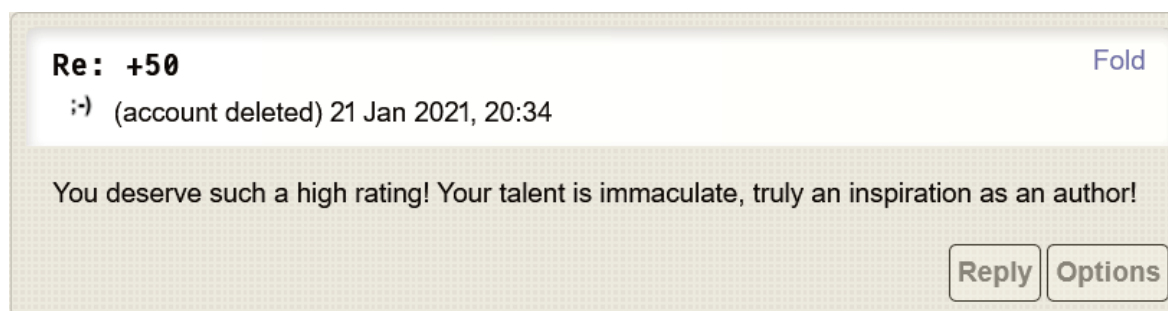 Re: +50
Fold
;-) (account deleted) 21 Jan 2021, 20:34
You deserve such a high rating! Your talent is immaculate, truly an inspiration as an author!
Reply Options